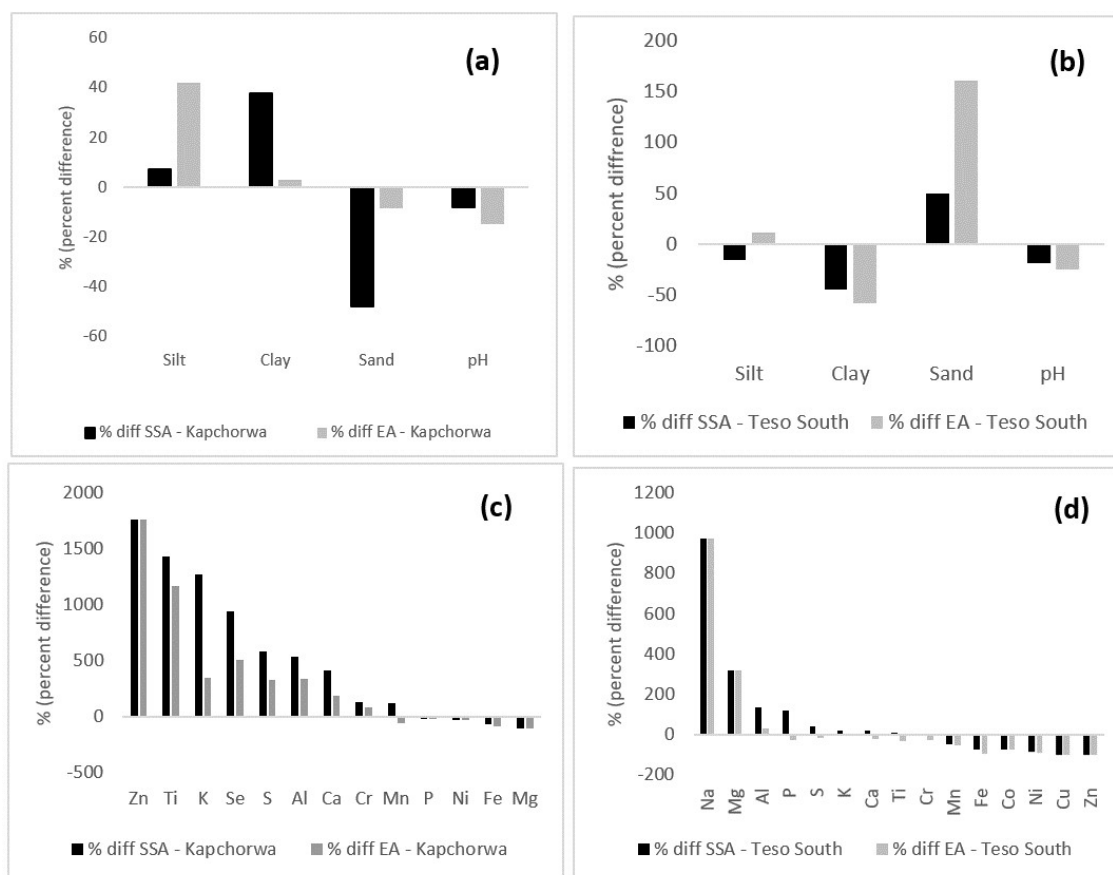 (a)
% (percent difference)
60
40
20
0
-20
-40
-60
Silt Clay Sand pH
% diff SSA - Kapchorwa % diff EA - Kapchorwa
(b)
% (percent diffrence)
200
150
100
50
0
-50
-100
Silt Clay Sand pH
% diff SSA - Teso South % diff EA - Teso South
(c)
% (percent difference)
2000
1500
1000
500
0
-500
Zn Ti K Se S Al Ca Cr Mn P Ni Fe Mg
% diff SSA - Kapchorwa % diff EA - Kapchorwa
(d)
% (percent difference)
1200
1000
800
600
400
200
0
-200
Na Mg Al P S K Ca Ti Cr Mn Fe Co Ni Cu Zn
% diff SSA - Teso South % diff EA - Teso South